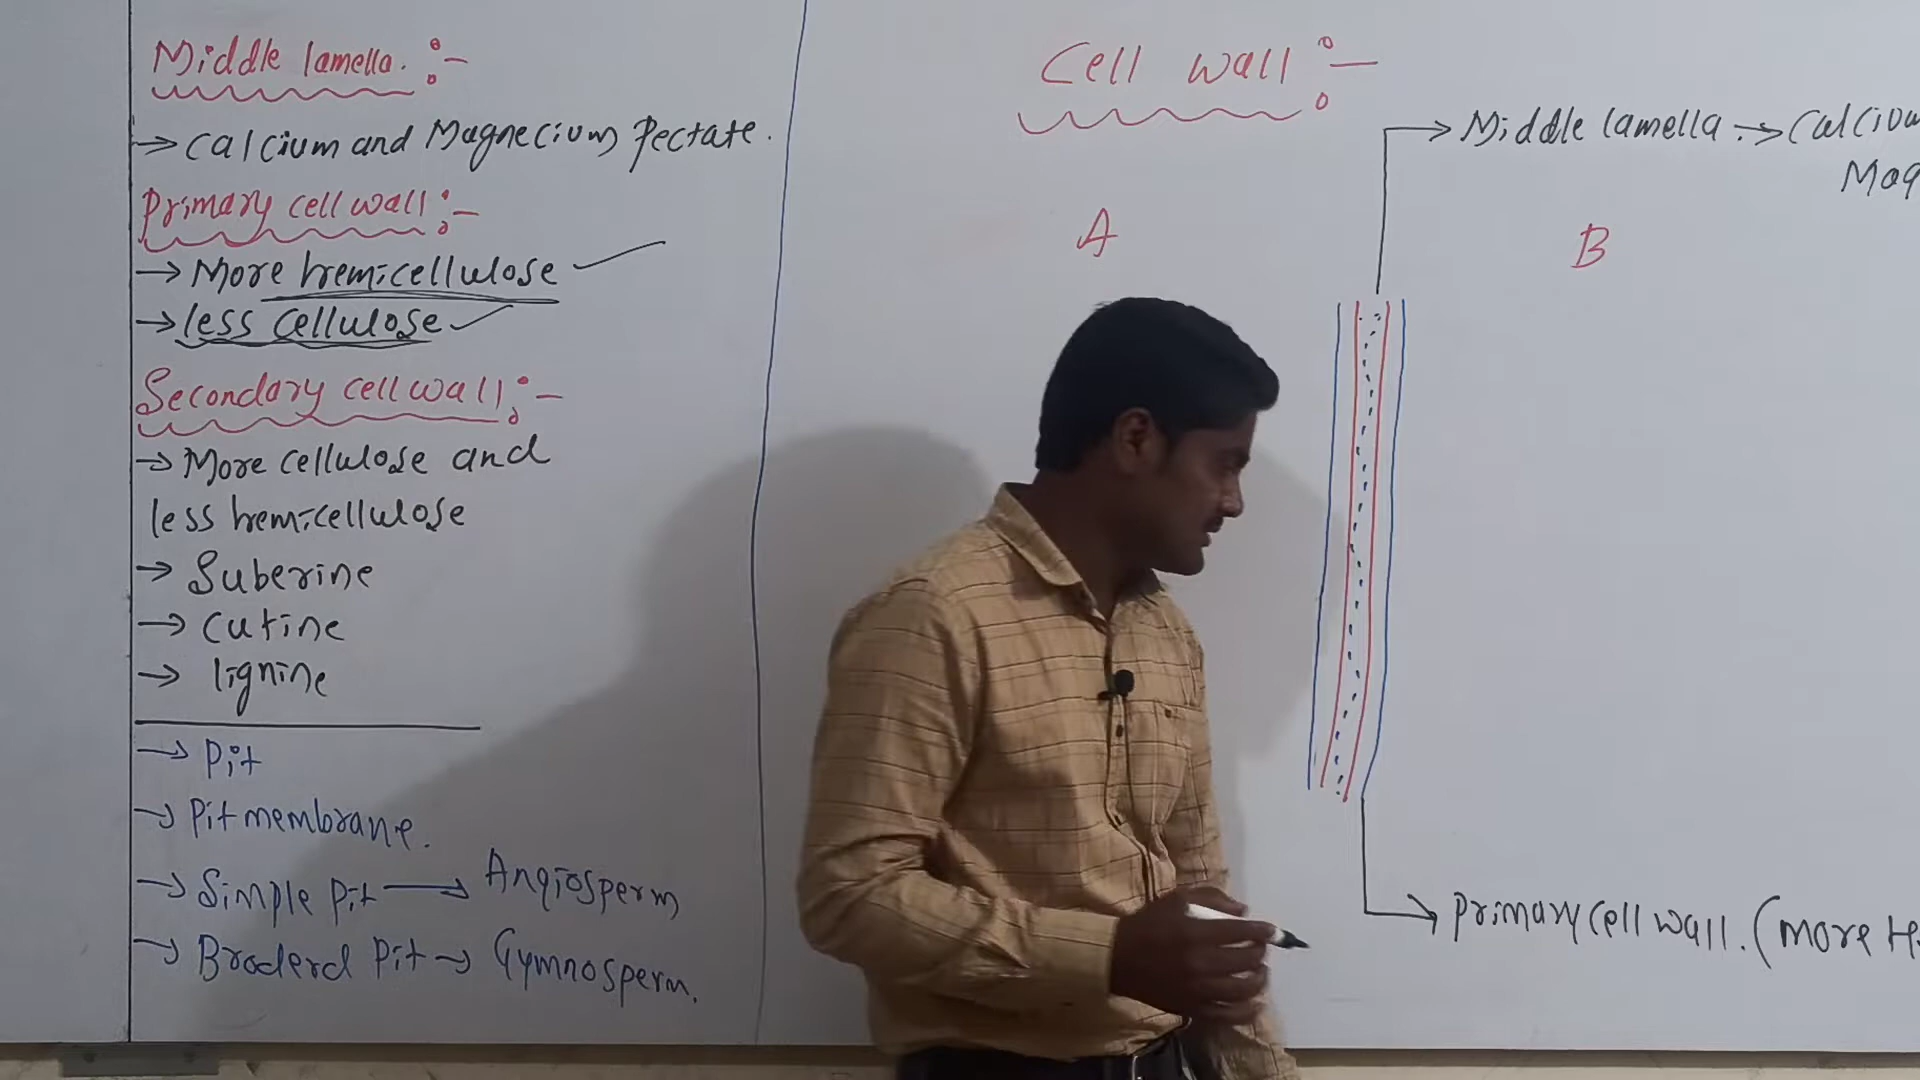 Middle lamella :-
→ Calcium and Magnecium Pectate.
Primary cell wall :-
→ More hemicellulose
→ less cellulose
Secondary cell wall :-
→ More cellulose and
less hemicellulose
→ Suberine
→ Cutine
→ lignine
→ Pit
→ Pit membrane.
→ Simple Pit → Angiosperm
→ Broderd Pit → Gymnosperm.
Cell wall :-
→ Middle lamella → Calcium
Mag
A
B
→ Primary Cell wall. (More He